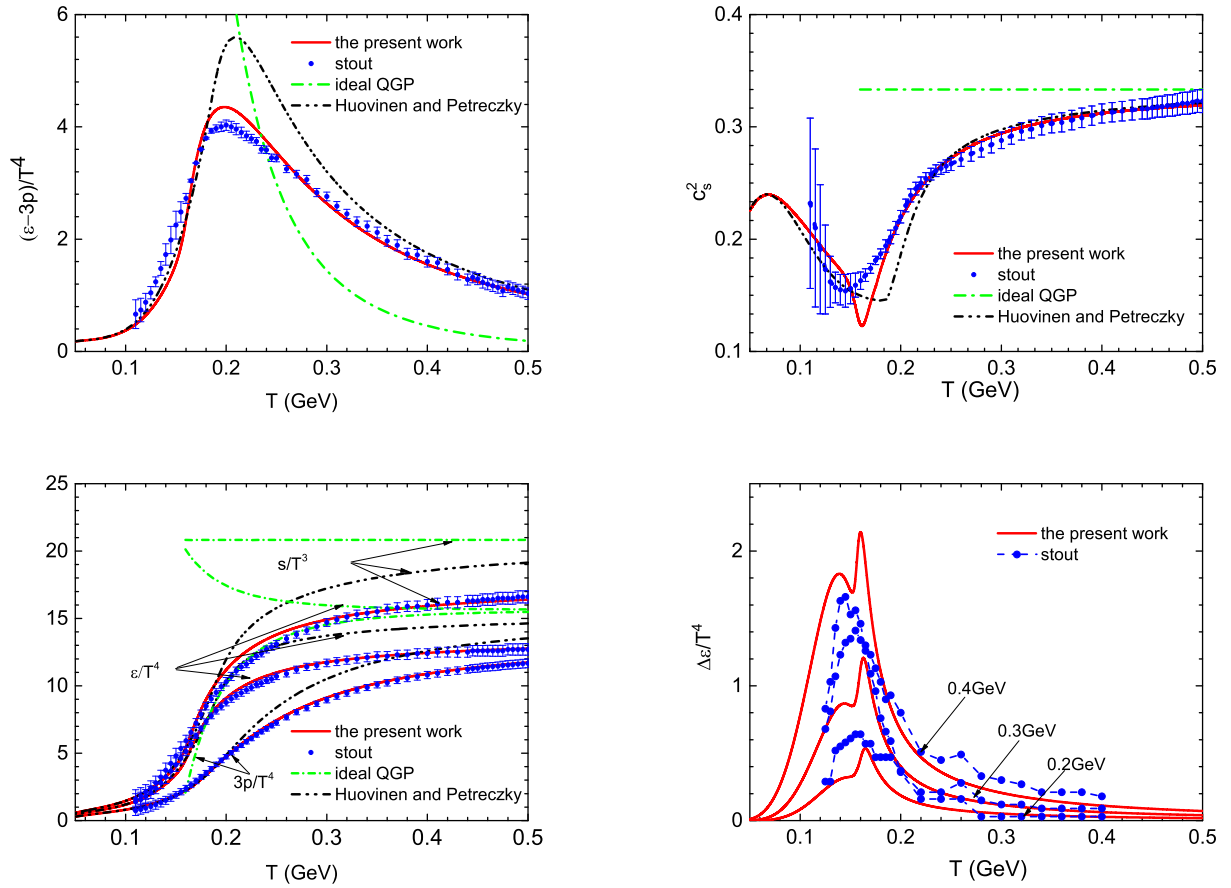 6
4
2
0
(ε−3p)/T⁴
the present work
stout
ideal QGP
Huovinen and Petreczky
0.1 0.2 0.3 0.4 0.5
T (GeV)
0.4
0.3
0.2
0.1
c_s^2
the present work
stout
ideal QGP
Huovinen and Petreczky
0.1 0.2 0.3 0.4 0.5
T (GeV)
25
20
15
10
5
0
s/T³
ε/T⁴
3p/T⁴
the present work
stout
ideal QGP
Huovinen and Petreczky
0.1 0.2 0.3 0.4 0.5
T (GeV)
2
1
0
Δε/T⁴
the present work
stout
0.4GeV
0.3GeV
0.2GeV
0.1 0.2 0.3 0.4 0.5
T (GeV)